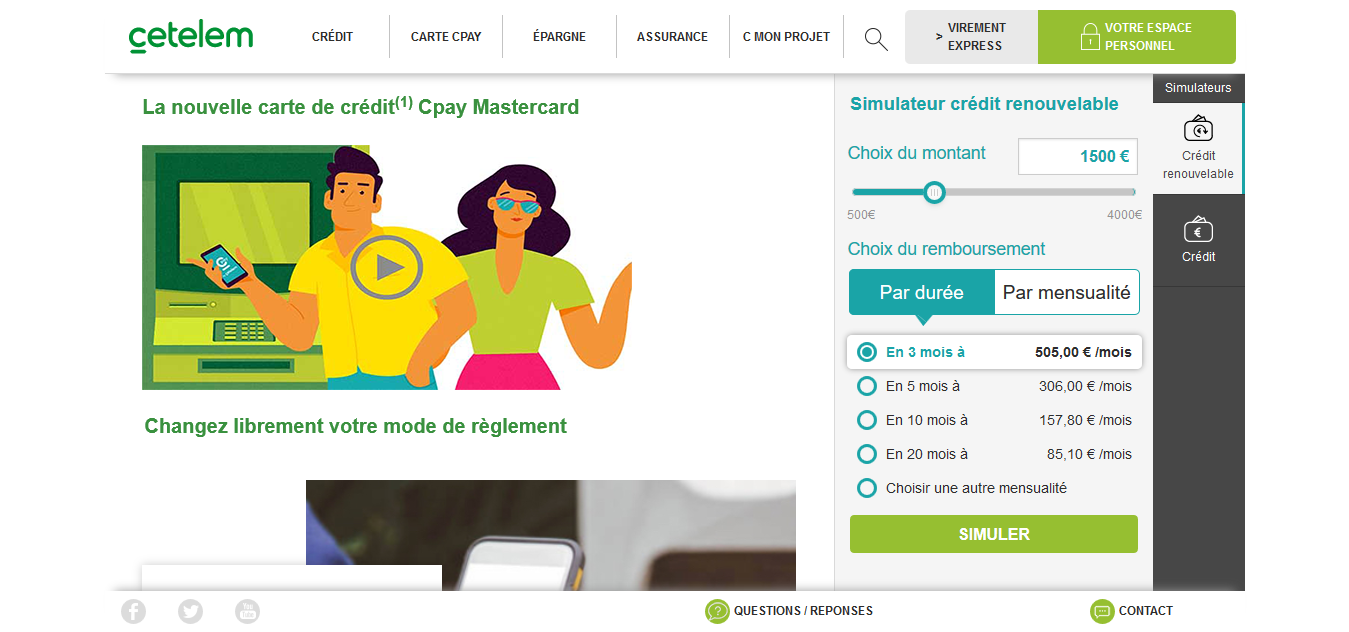 cetelem
CRÉDIT
CARTE CPAY
ÉPARGNE
ASSURANCE
C MON PROJET
> VIREMENT
EXPRESS
VOTRE ESPACE
PERSONNEL
La nouvelle carte de crédit(1) Cpay Mastercard
Changez librement votre mode de règlement
Simulateur crédit renouvelable
Choix du montant
1500 €
500€
4000€
Choix du remboursement
Par durée
Par mensualité
En 3 mois à 505,00 € /mois
En 5 mois à 306,00 € /mois
En 10 mois à 157,80 € /mois
En 20 mois à 85,10 € /mois
Choisir une autre mensualité
SIMULER
Simulateurs
Crédit
renouvelable
€
Crédit
You
Tube
QUESTIONS / REPONSES
CONTACT